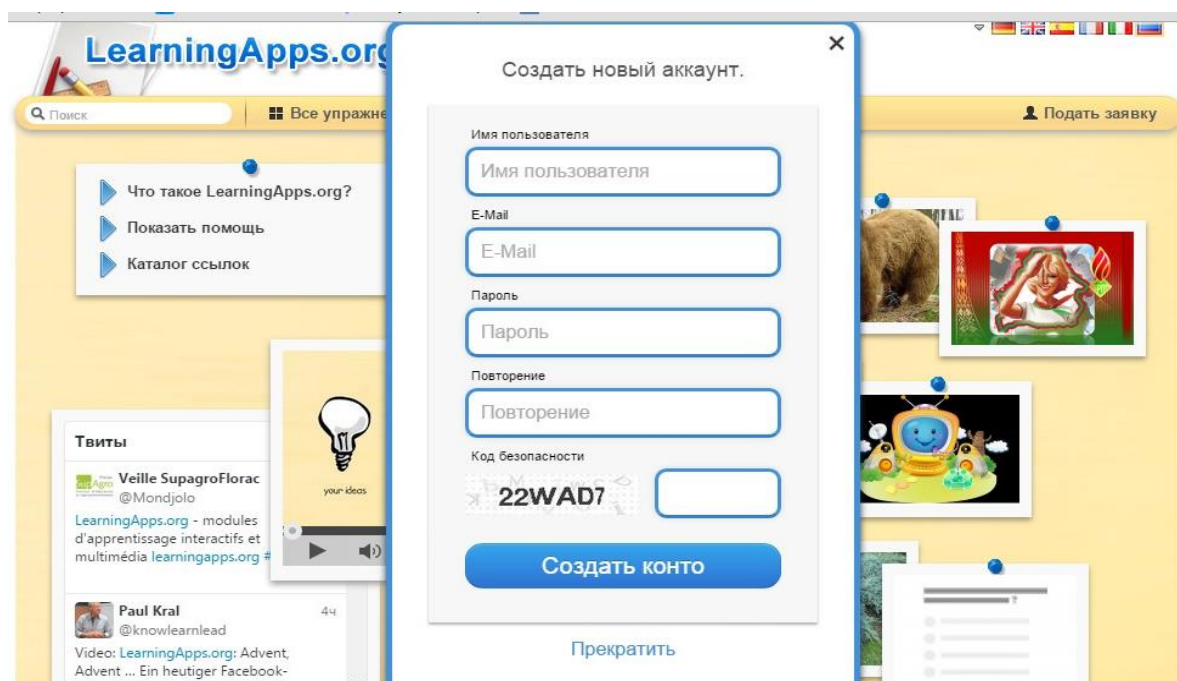 LearningApps.org
Поиск
Все упражне
Подать заявку
Что такое LearningApps.org?
Показать помощь
Каталог ссылок
your ideas
Твиты
Veille SupagroFlorac
@Mondjolo
LearningApps.org - modules
d'apprentissage interactifs et
multimédia learningapps.org #
Paul Kral 4ч
@knowlearnlead
Video: LearningApps.org: Advent,
Advent ... Ein heutiger Facebook-
×
Создать новый аккаунт.
Имя пользователя
Имя пользователя
E-Mail
E-Mail
Пароль
Пароль
Повторение
Повторение
Код безопасности
22WAD7
Создать конто
Прекратить